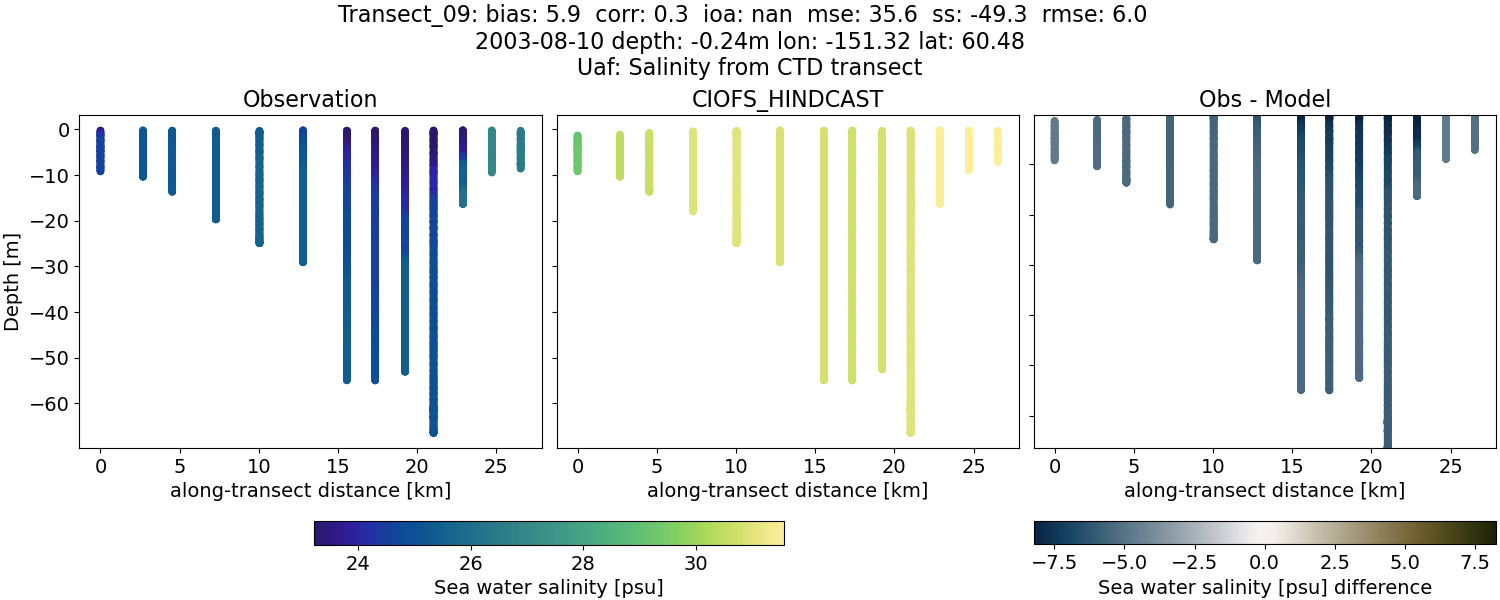 Transect_09: bias: 5.9  corr: 0.3  ioa: nan  mse: 35.6  ss: -49.3  rmse: 6.0
2003-08-10 depth: -0.24m lon: -151.32 lat: 60.48
Uaf: Salinity from CTD transect
Observation
CIOFS_HINDCAST
Obs - Model
Depth [m]
0
−10
−20
−30
−40
−50
−60
0 5 10 15 20 25
0 5 10 15 20 25
0 5 10 15 20 25
along-transect distance [km]
along-transect distance [km]
along-transect distance [km]
24 26 28 30
Sea water salinity [psu]
−7.5 −5.0 −2.5 0.0 2.5 5.0 7.5
Sea water salinity [psu] difference